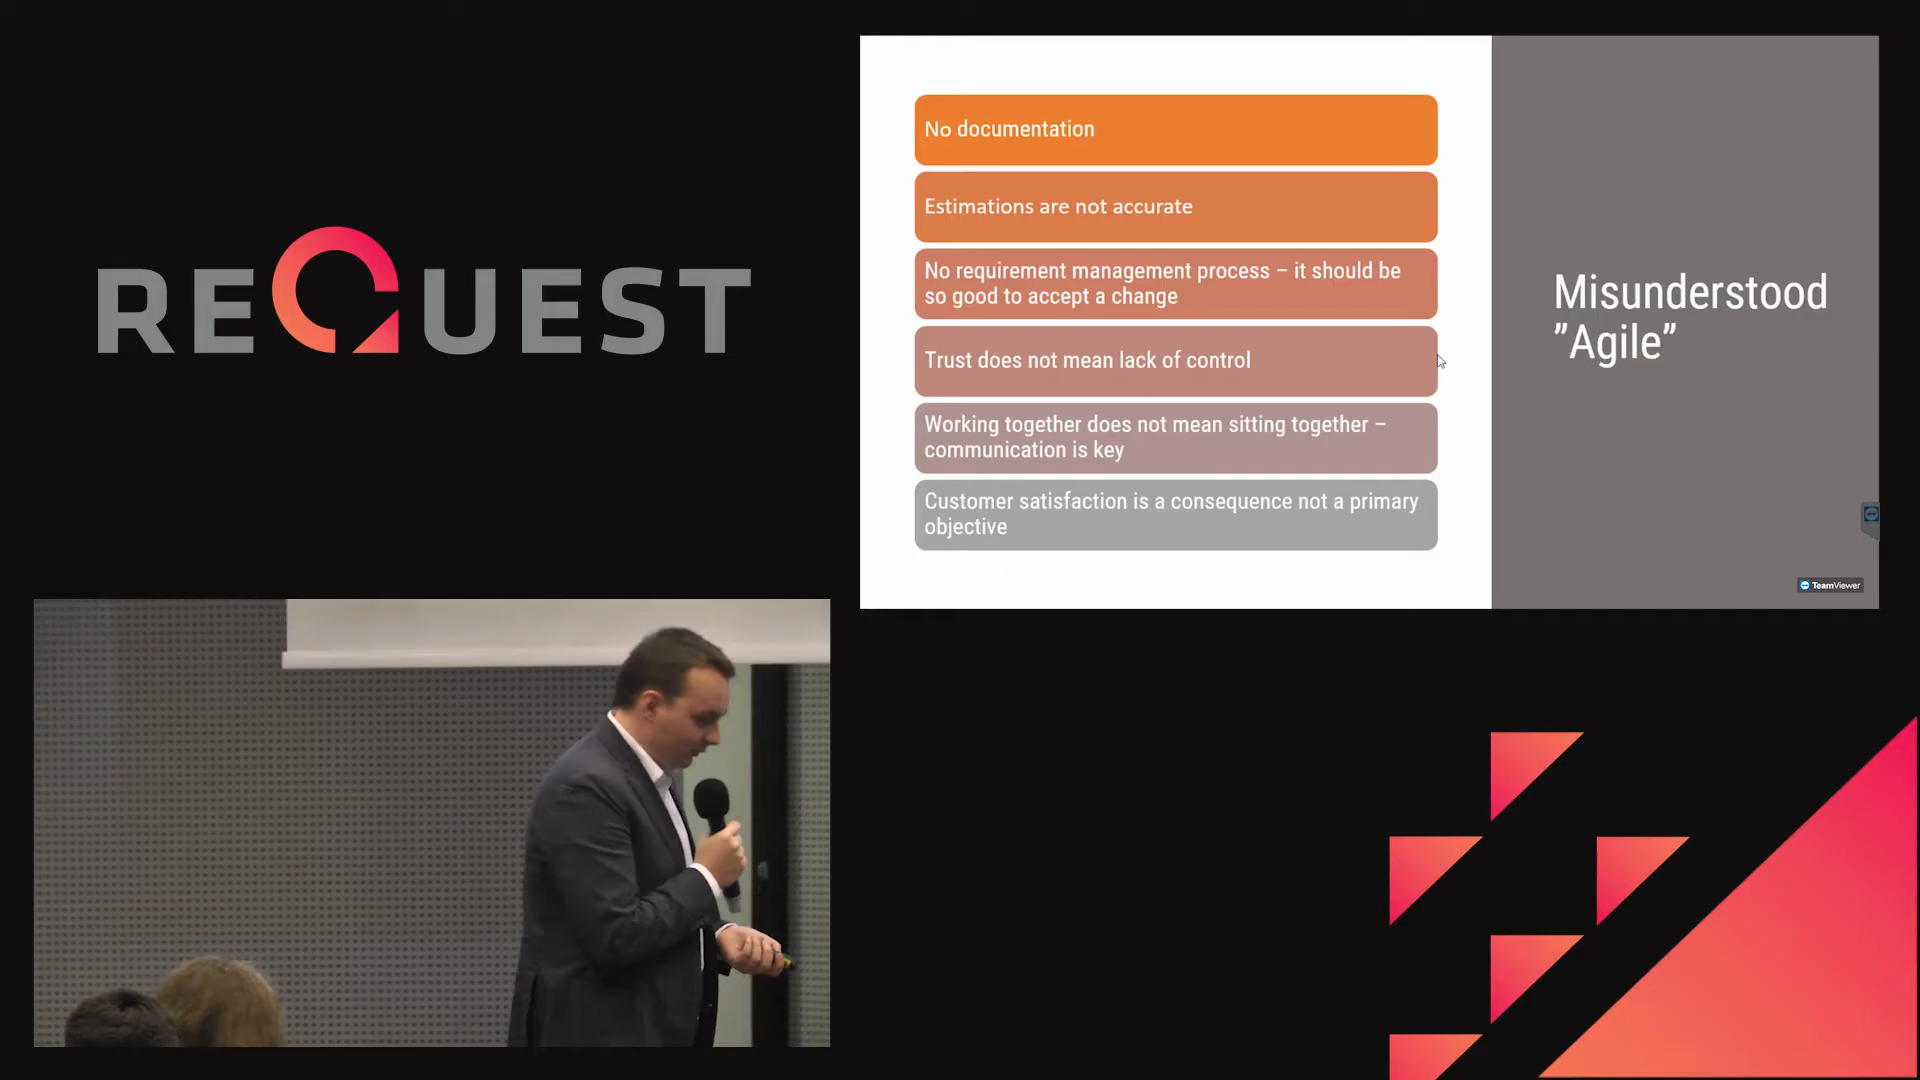 REQUEST
No documentation
Estimations are not accurate
No requirement management process – it should be
so good to accept a change
Trust does not mean lack of control
Working together does not mean sitting together –
communication is key
Customer satisfaction is a consequence not a primary
objective
Misunderstood
”Agile”
TeamViewer